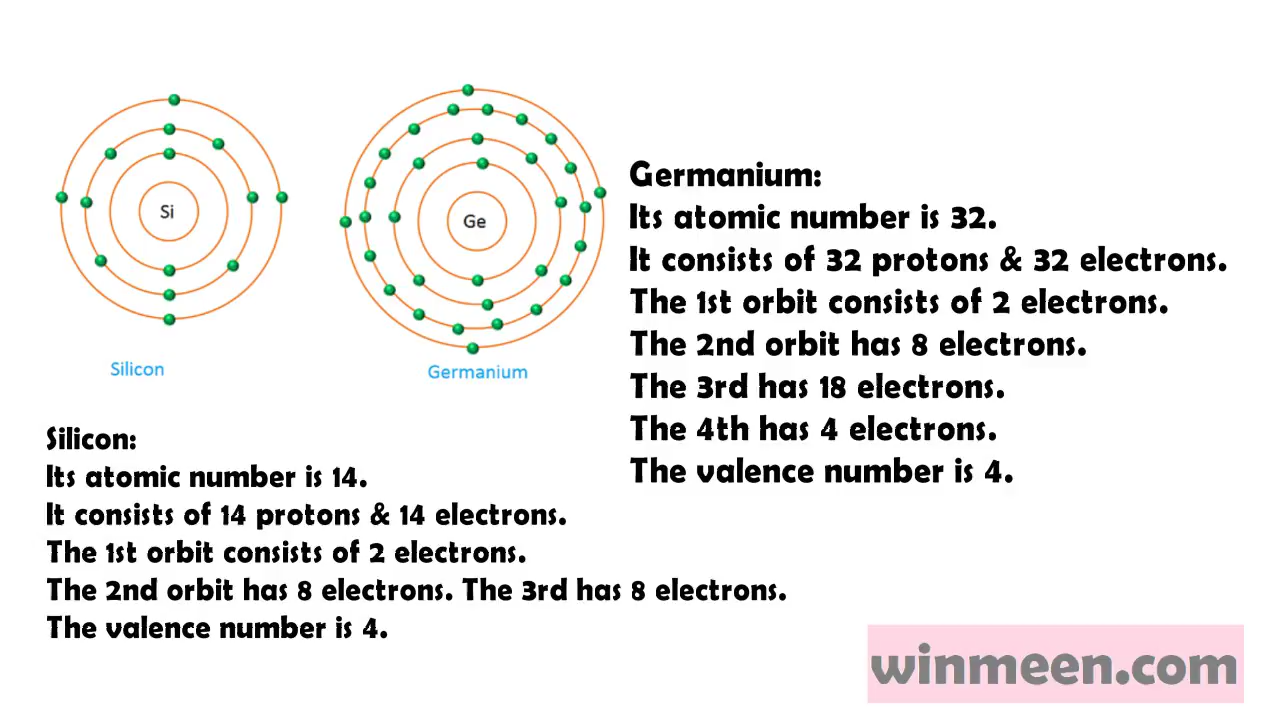 Si
Ge
Silicon
Germanium
Germanium:
Its atomic number is 32.
It consists of 32 protons & 32 electrons.
The 1st orbit consists of 2 electrons.
The 2nd orbit has 8 electrons.
The 3rd has 18 electrons.
The 4th has 4 electrons.
The valence number is 4.
Silicon:
Its atomic number is 14.
It consists of 14 protons & 14 electrons.
The 1st orbit consists of 2 electrons.
The 2nd orbit has 8 electrons. The 3rd has 8 electrons.
The valence number is 4.
winmeen.com